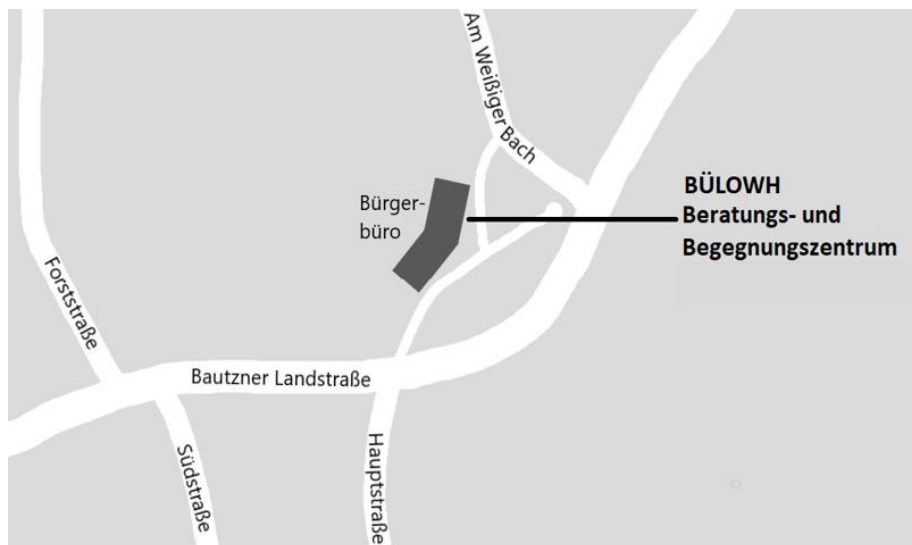 Am Weißiger Bach
BÜLOWH
Beratungs- und
Begegnungszentrum
Bürger-
büro
Forststraße
Bautzner Landstraße
Südstraße
Hauptstraße